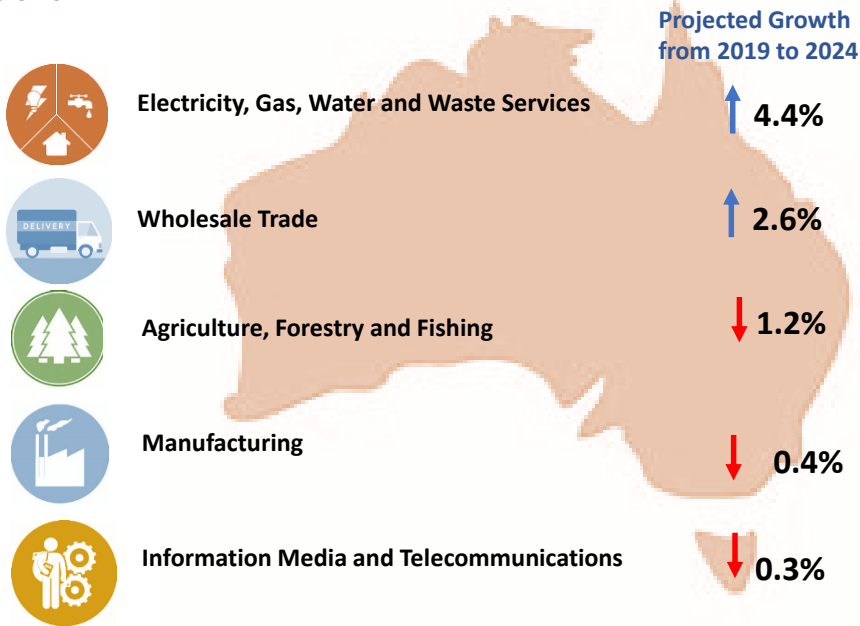 Projected Growth
from 2019 to 2024
Electricity, Gas, Water and Waste Services
4.4%
DELIVERY
Wholesale Trade
2.6%
Agriculture, Forestry and Fishing
1.2%
Manufacturing
0.4%
Information Media and Telecommunications
0.3%